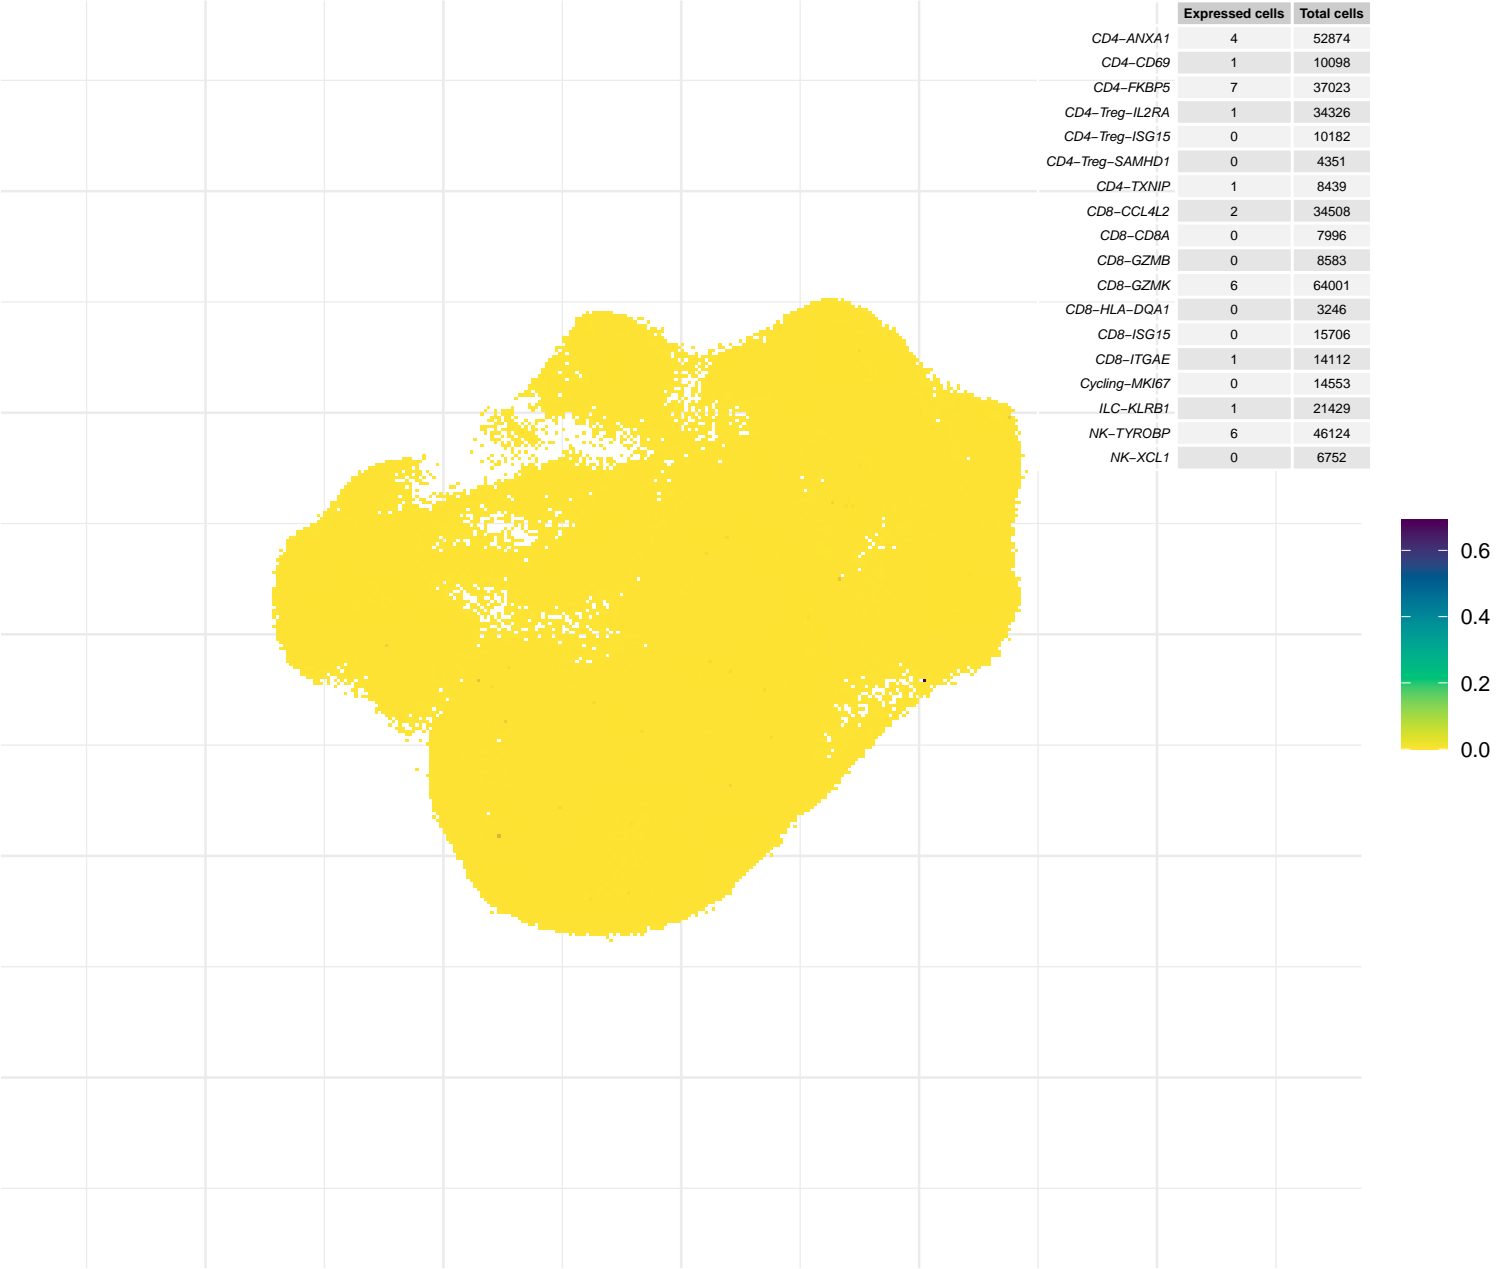 Expressed cells Total cells
CD4−ANXA1 4 52874
CD4−CD69 1 10098
CD4−FKBP5 7 37023
CD4−Treg−IL2RA 1 34326
CD4−Treg−ISG15 0 10182
CD4−Treg−SAMHD1 0 4351
CD4−TXNIP 1 8439
CD8−CCL4L2 2 34508
CD8−CD8A 0 7996
CD8−GZMB 0 8583
CD8−GZMK 6 64001
CD8−HLA−DQA1 0 3246
CD8−ISG15 0 15706
CD8−ITGAE 1 14112
Cycling−MKI67 0 14553
ILC−KLRB1 1 21429
NK−TYROBP 6 46124
NK−XCL1 0 6752
0.6
0.4
0.2
0.0